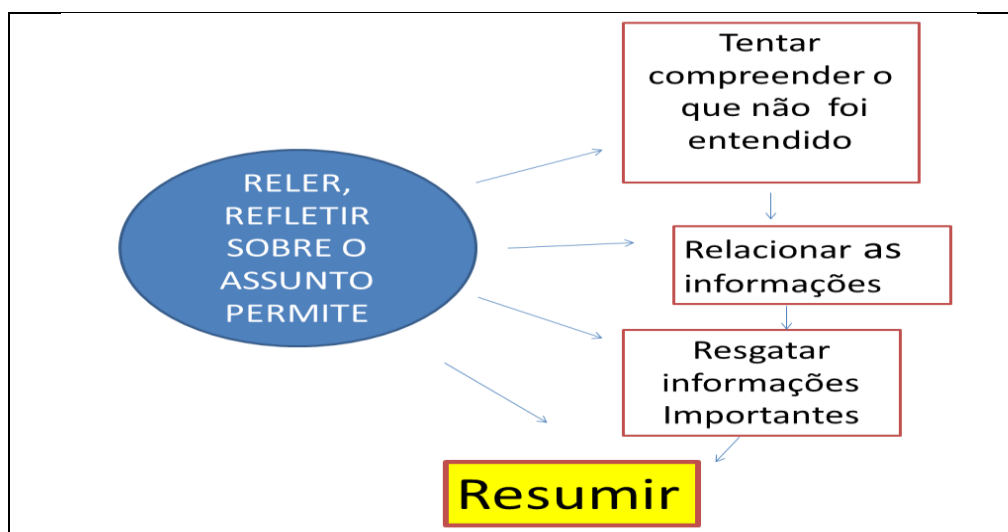 RELER,
REFLETIR
SOBRE O
ASSUNTO
PERMITE
Tentar
compreender o
que não foi
entendido
Relacionar as
informações
Resgatar
informações
Importantes
Resumir